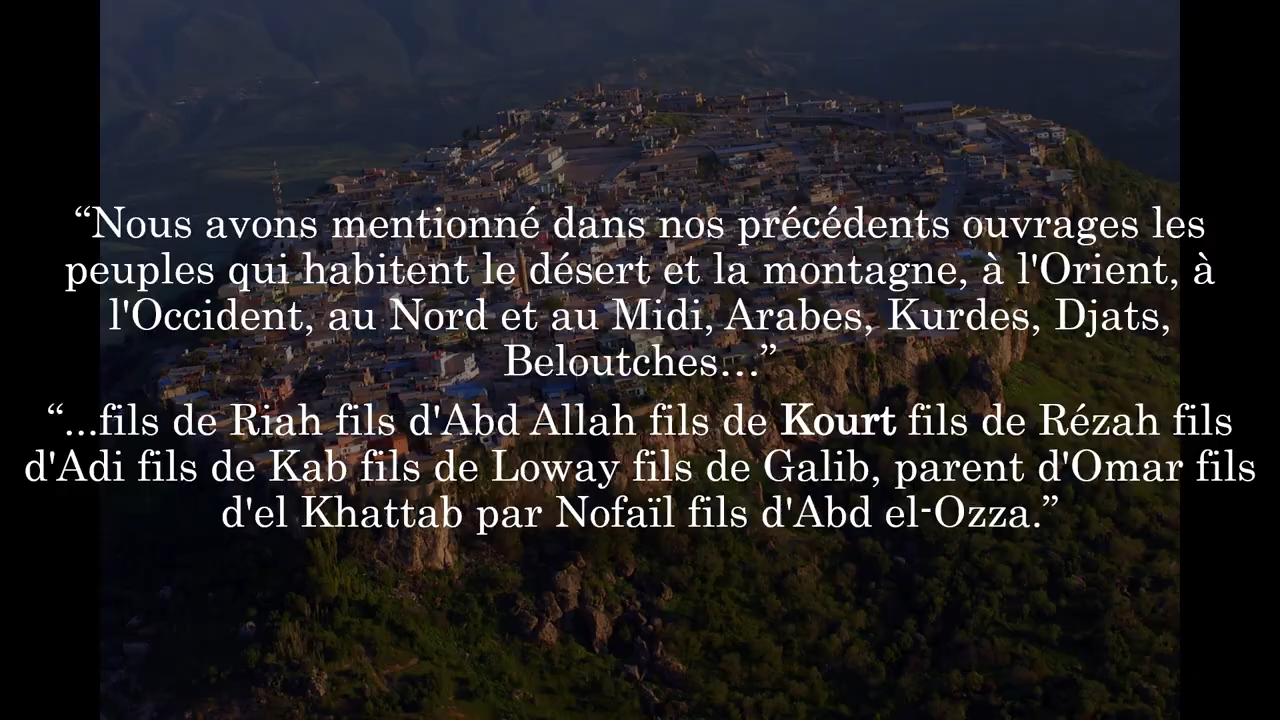 “Nous avons mentionné dans nos précédents ouvrages les
peuples qui habitent le désert et la montagne, à l'Orient, à
l'Occident, au Nord et au Midi, Arabes, Kurdes, Djats,
Beloutches...”
“...fils de Riah fils d'Abd Allah fils de Kourt fils de Rézah fils
d'Adi fils de Kab fils de Loway fils de Galib, parent d'Omar fils
d'el Khattab par Nofaïl fils d'Abd el-Ozza.”